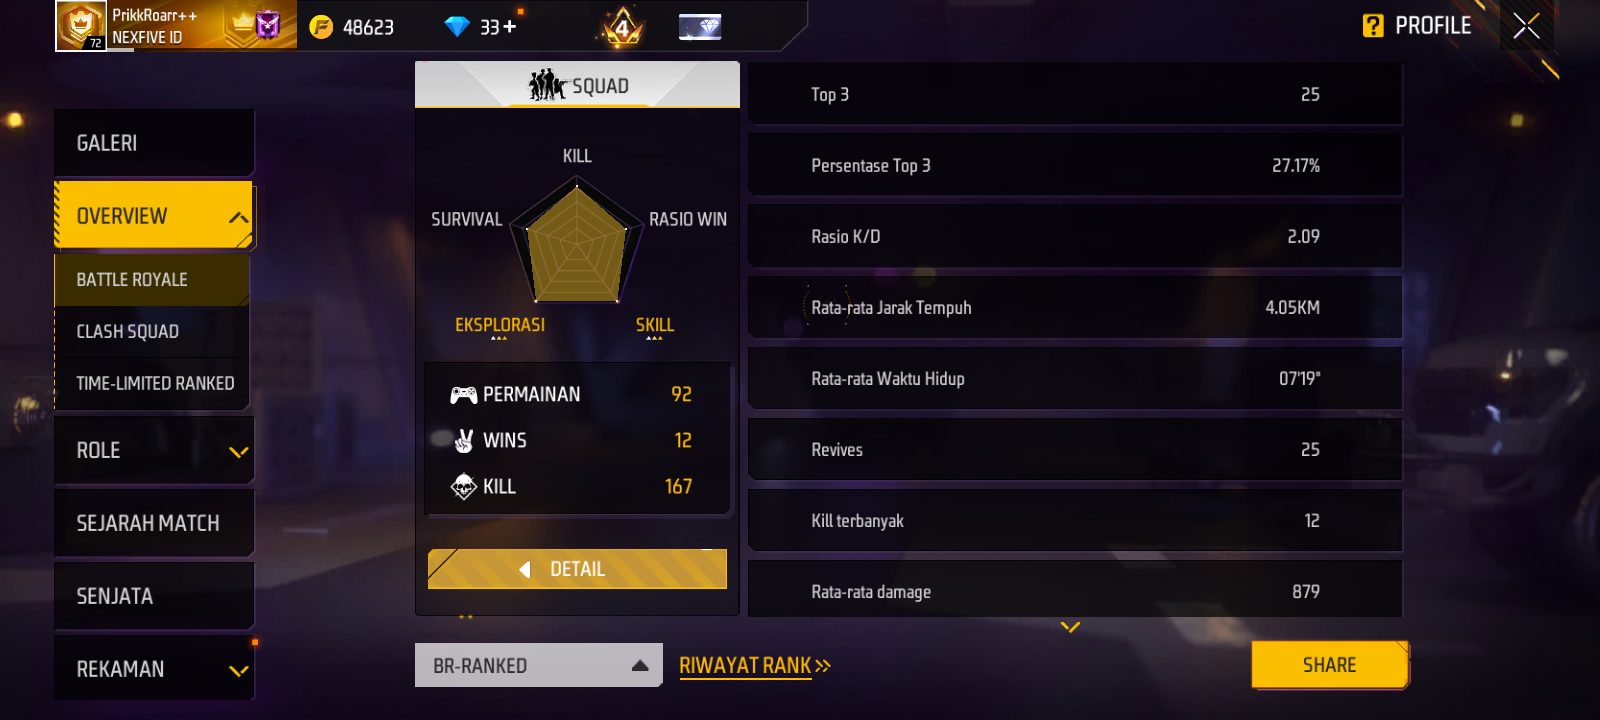 PrikkRoarr++
NEXFIVE ID
72
48623
33+
4
? PROFILE
GALERI
OVERVIEW
BATTLE ROYALE
CLASH SQUAD
TIME-LIMITED RANKED
ROLE
SEJARAH MATCH
SENJATA
REKAMAN
SQUAD
KILL
SURVIVAL
RASIO WIN
EKSPLORASI
SKILL
PERMAINAN 92
WINS 12
KILL 167
DETAIL
BR-RANKED
RIWAYAT RANK
Top 3 25
Persentase Top 3 27.17%
Rasio K/D 2.09
Rata-rata Jarak Tempuh 4.05KM
Rata-rata Waktu Hidup 07'19"
Revives 25
Kill terbanyak 12
Rata-rata damage 879
SHARE